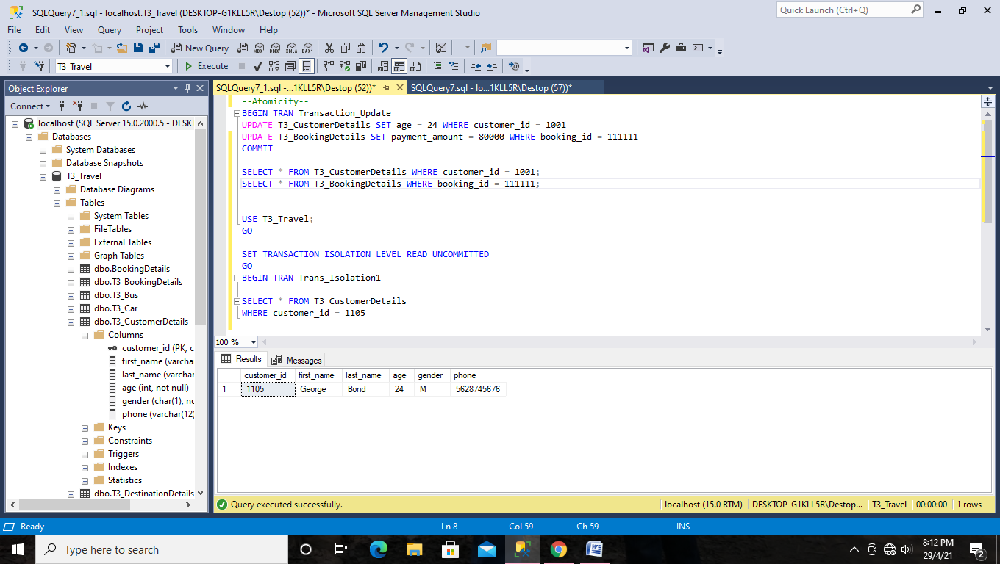 SQLQuery7_1.sql - localhost.T3_Travel (DESKTOP-G1KLL5R\Destop (52))* - Microsoft SQL Server Management Studio
Quick Launch (Ctrl+Q)
File Edit View Query Project Tools Window Help
New Query MDX DMX XMLA DAX
T3_Travel Execute
Object Explorer
Connect
localhost (SQL Server 15.0.2000.5 - DESKT
Databases
System Databases
Database Snapshots
T3_Travel
Database Diagrams
Tables
System Tables
FileTables
External Tables
Graph Tables
dbo.BookingDetails
dbo.T3_BookingDetails
dbo.T3_Bus
dbo.T3_Car
dbo.T3_CustomerDetails
Columns
customer_id (PK, c
first_name (varcha
last_name (varchar
age (int, not null)
gender (char(1), no
phone (varchar(12)
Keys
Constraints
Triggers
Indexes
Statistics
dbo.T3_DestinationDetails
SQLQuery7_1.sql -...1KLL5R\Destop (52))* SQLQuery7.sql - lo...1KLL5R\Destop (57))*
--Atomicity--
BEGIN TRAN Transaction_Update
UPDATE T3_CustomerDetails SET age = 24 WHERE customer_id = 1001
UPDATE T3_BookingDetails SET payment_amount = 80000 WHERE booking_id = 111111
COMMIT
SELECT * FROM T3_CustomerDetails WHERE customer_id = 1001;
SELECT * FROM T3_BookingDetails WHERE booking_id = 111111;
USE T3_Travel;
GO
SET TRANSACTION ISOLATION LEVEL READ UNCOMMITTED
GO
BEGIN TRAN Trans_Isolation1
SELECT * FROM T3_CustomerDetails
WHERE customer_id = 1105
100 %
Results Messages
customer_id first_name last_name age gender phone
1 1105 George Bond 24 M 5628745676
Query executed successfully. localhost (15.0 RTM) DESKTOP-G1KLL5R\Destop... T3_Travel 00:00:00 1 rows
Ready Ln 8 Col 59 Ch 59 INS
Type here to search
8:12 PM
29/4/21
2